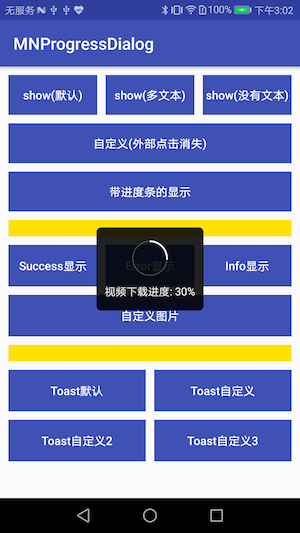 无服务 100% 下午3:02
MNProgressDialog
show(默认) show(多文本) show(没有文本)
自定义(外部点击消失)
带进度条的显示
Success显示 Error显示 Info显示
视频下载进度: 30%
自定义图片
Toast默认 Toast自定义
Toast自定义2 Toast自定义3